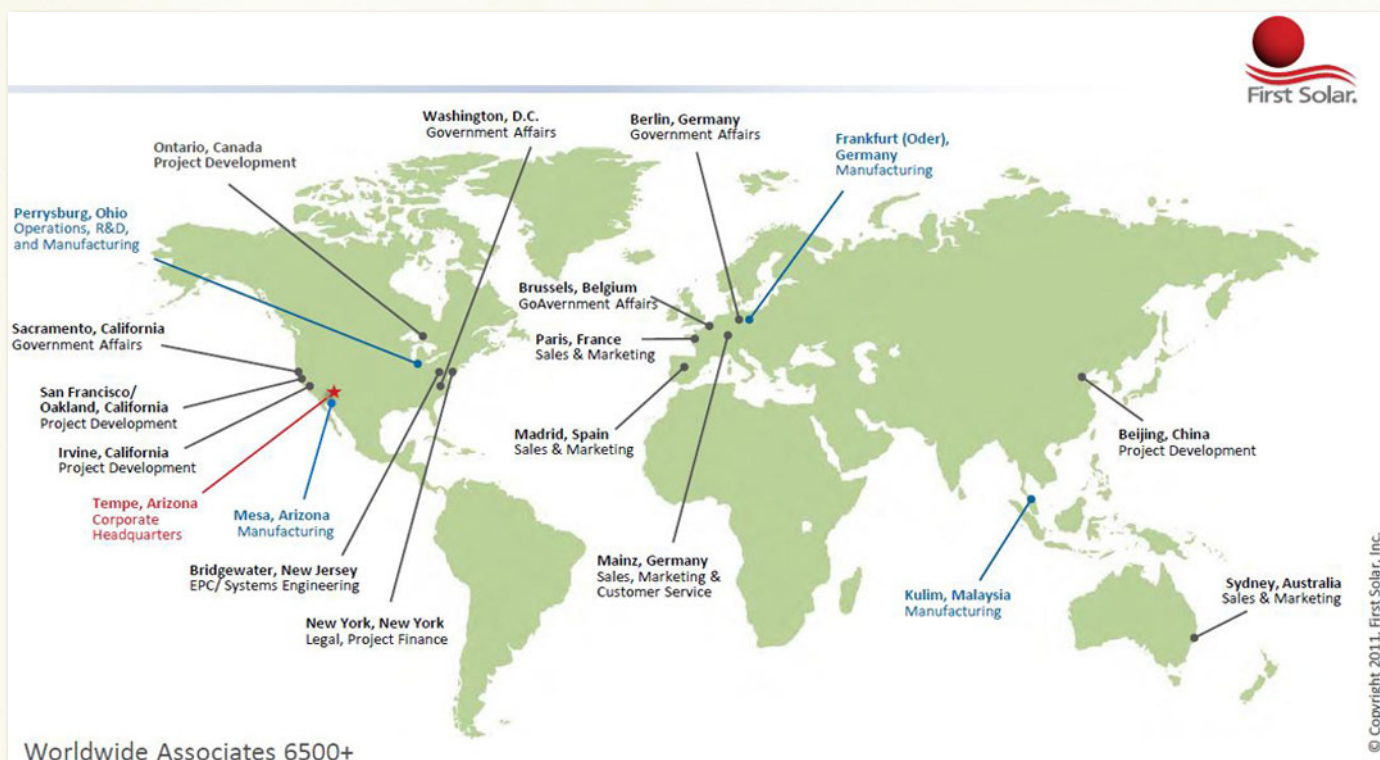 First Solar.
Washington, D.C.
Government Affairs
Berlin, Germany
Government Affairs
Frankfurt (Oder),
Germany
Manufacturing
Ontario, Canada
Project Development
Perrysburg, Ohio
Operations, R&D,
and Manufacturing
Brussels, Belgium
GoAvernment Affairs
Sacramento, California
Government Affairs
Paris, France
Sales & Marketing
San Francisco/
Oakland, California
Project Development
Irvine, California
Project Development
Madrid, Spain
Sales & Marketing
Beijing, China
Project Development
Tempe, Arizona
Corporate
Headquarters
Mesa, Arizona
Manufacturing
Bridgewater, New Jersey
EPC/ Systems Engineering
Mainz, Germany
Sales, Marketing &
Customer Service
Kulim, Malaysia
Manufacturing
Sydney, Australia
Sales & Marketing
New York, New York
Legal, Project Finance
Worldwide Associates 6500+
© Copyright 2011, First Solar, Inc.